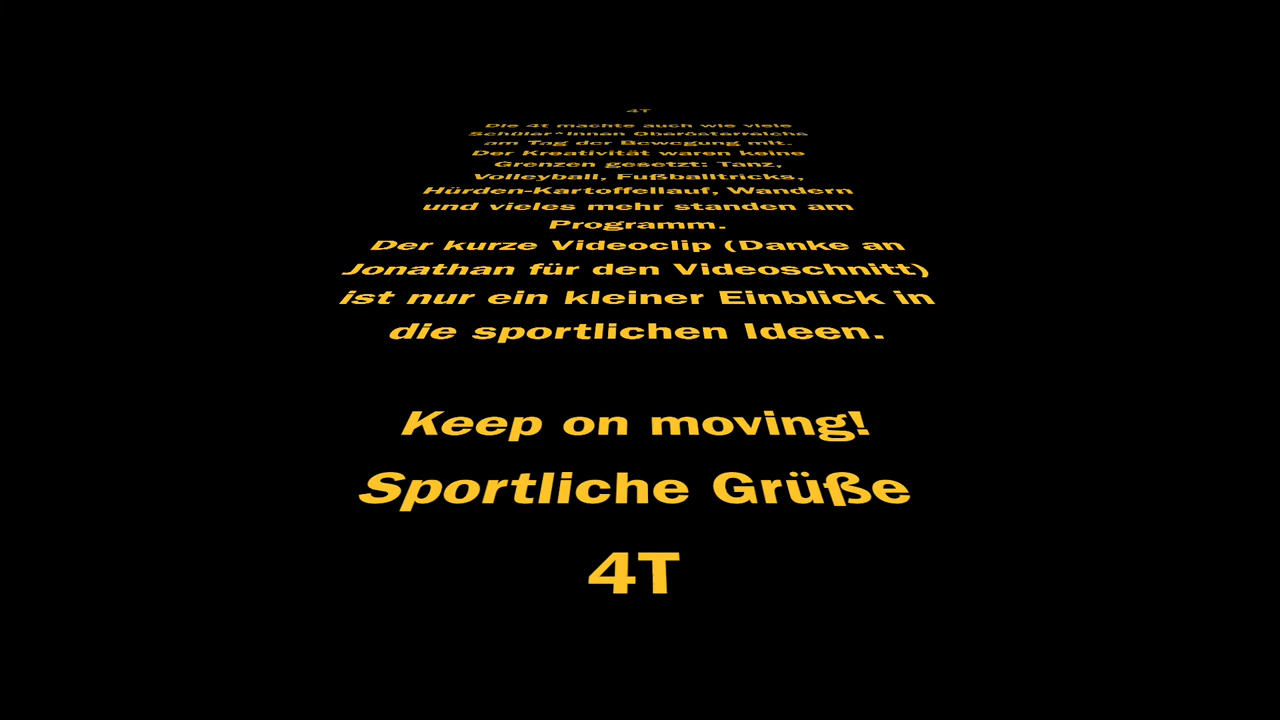 4T
Die 4t machte auch wie viele
Schüler*Innen Oberösterreichs
am Tag der Bewegung mit.
Der Kreativität waren keine
Grenzen gesetzt: Tanz,
Volleyball, Fußballtricks,
Hürden-Kartoffellauf, Wandern
und vieles mehr standen am
Programm.
Der kurze Videoclip (Danke an
Jonathan für den Videoschnitt)
ist nur ein kleiner Einblick in
die sportlichen Ideen.
Keep on moving!
Sportliche Grüße
4T